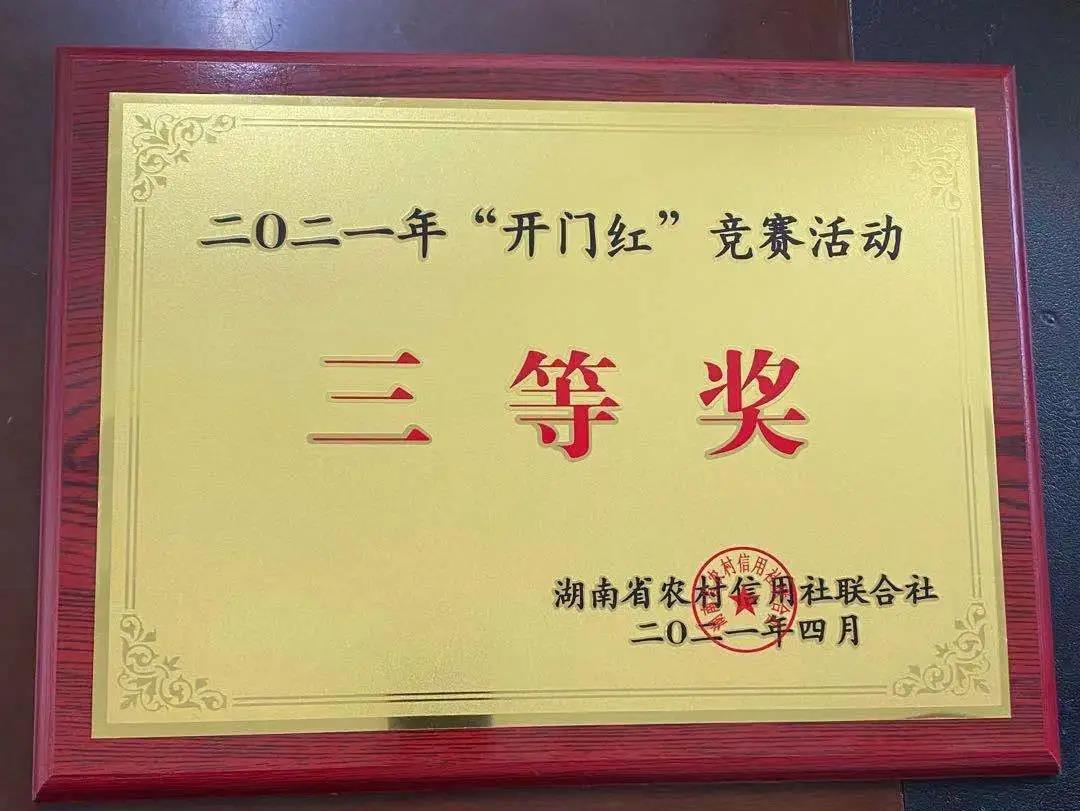 二〇二一年“开门红”竞赛活动
三等奖
湖南省农村信用社联合社
二〇二一年四月